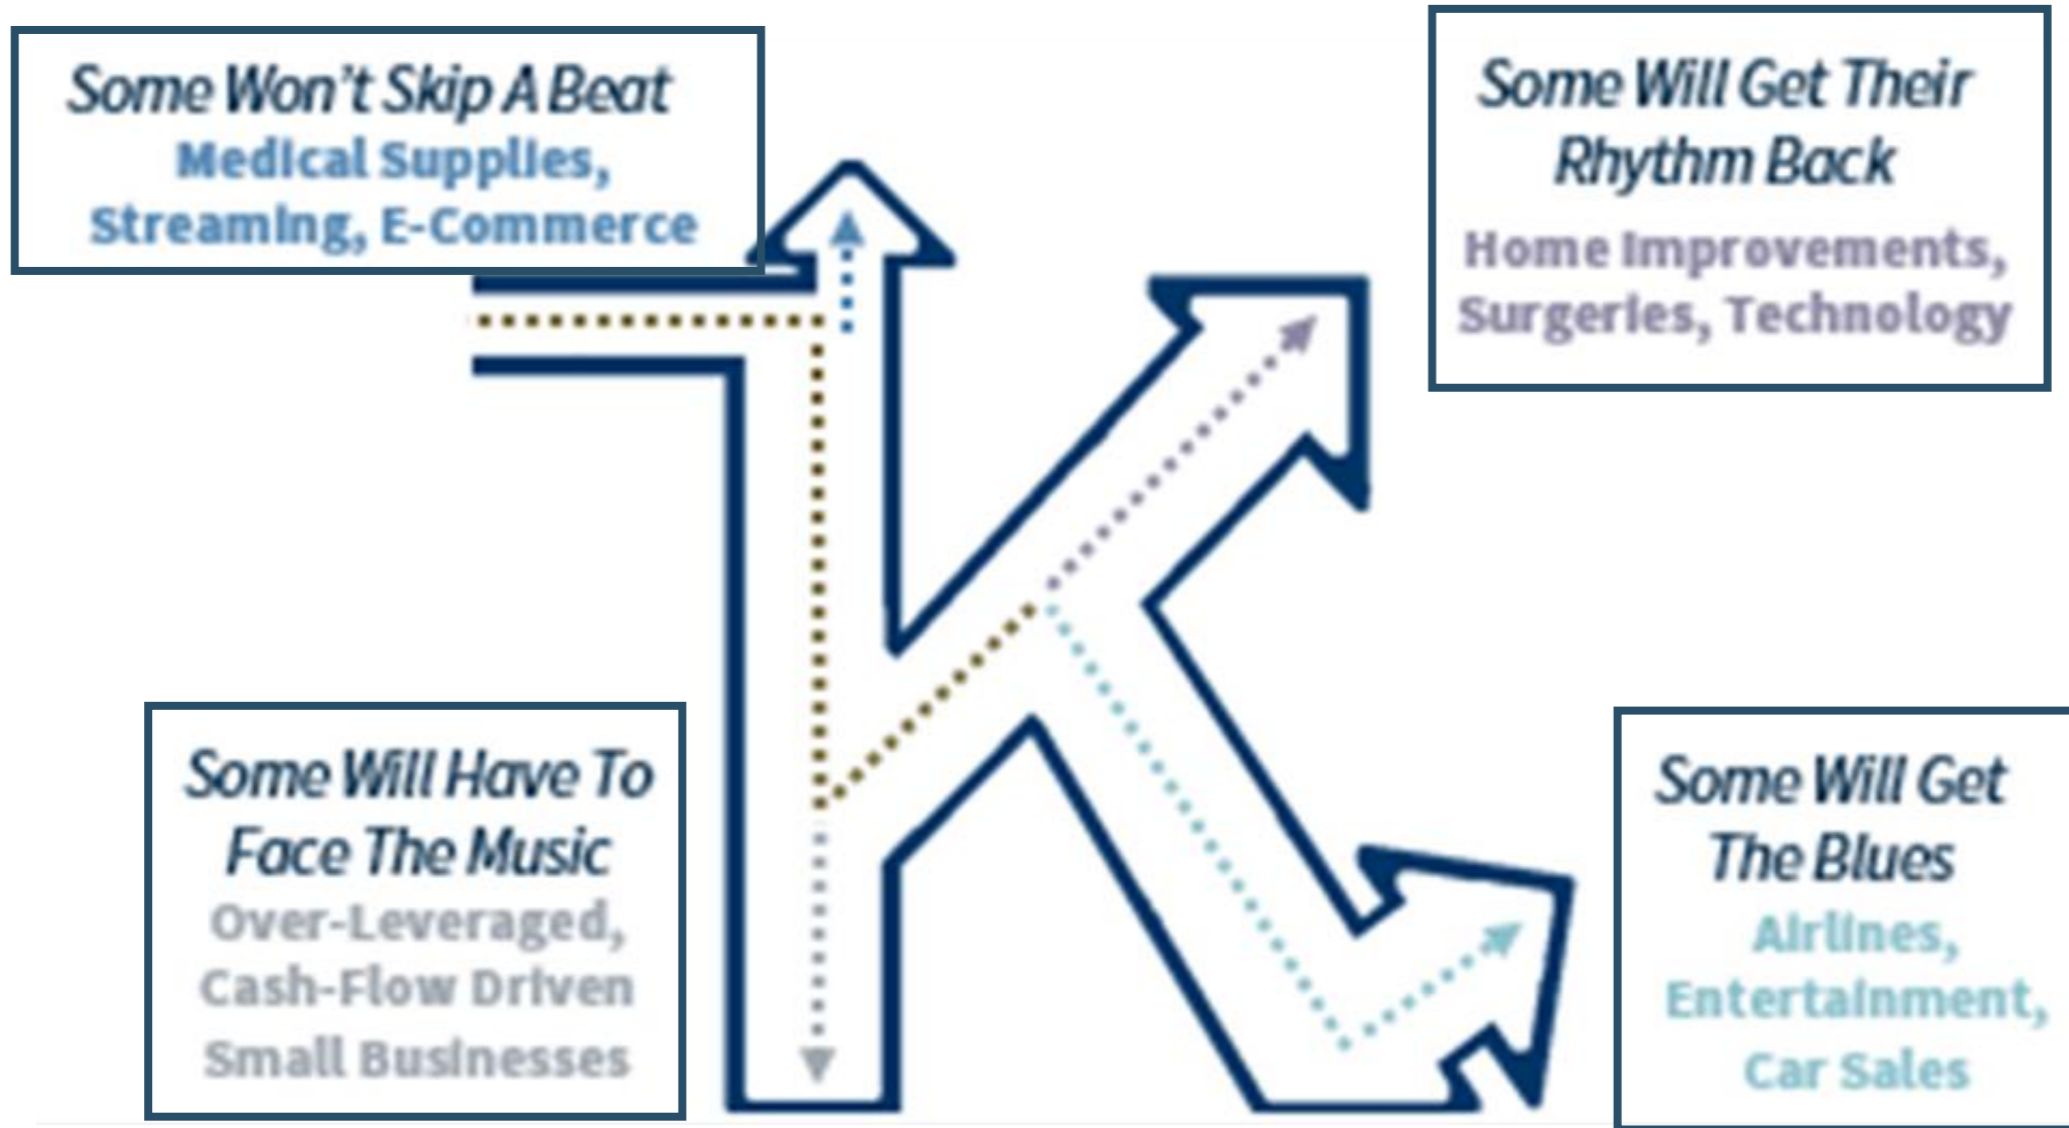 Some Won't Skip A Beat
Medical Supplies,
Streaming, E-Commerce
Some Will Get Their
Rhythm Back
Home Improvements,
Surgeries, Technology
Some Will Have To
Face The Music
Over-Leveraged,
Cash-Flow Driven
Small Businesses
Some Will Get
The Blues
Airlines,
Entertainment,
Car Sales